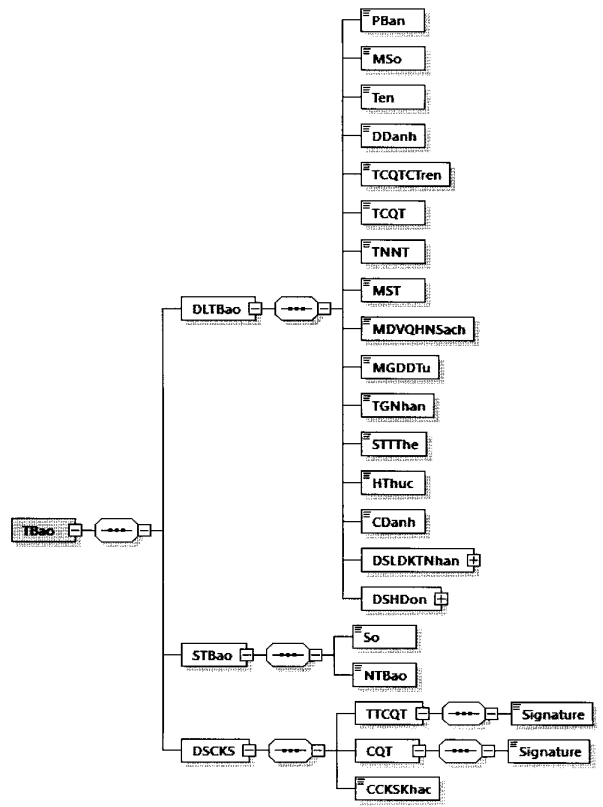 PBan
MSo
Ten
DDanh
TCQTCTren
TCQT
TNNT
MST
DLTBao
MDVQHNSach
MGDDTu
TGNhan
STTThe
HThuc
CDanh
TBao
DSLDKTNhan
DSHDon
So
STBao
NTBao
TTCQT
Signature
DSCKS
CQT
Signature
CCKSKhac